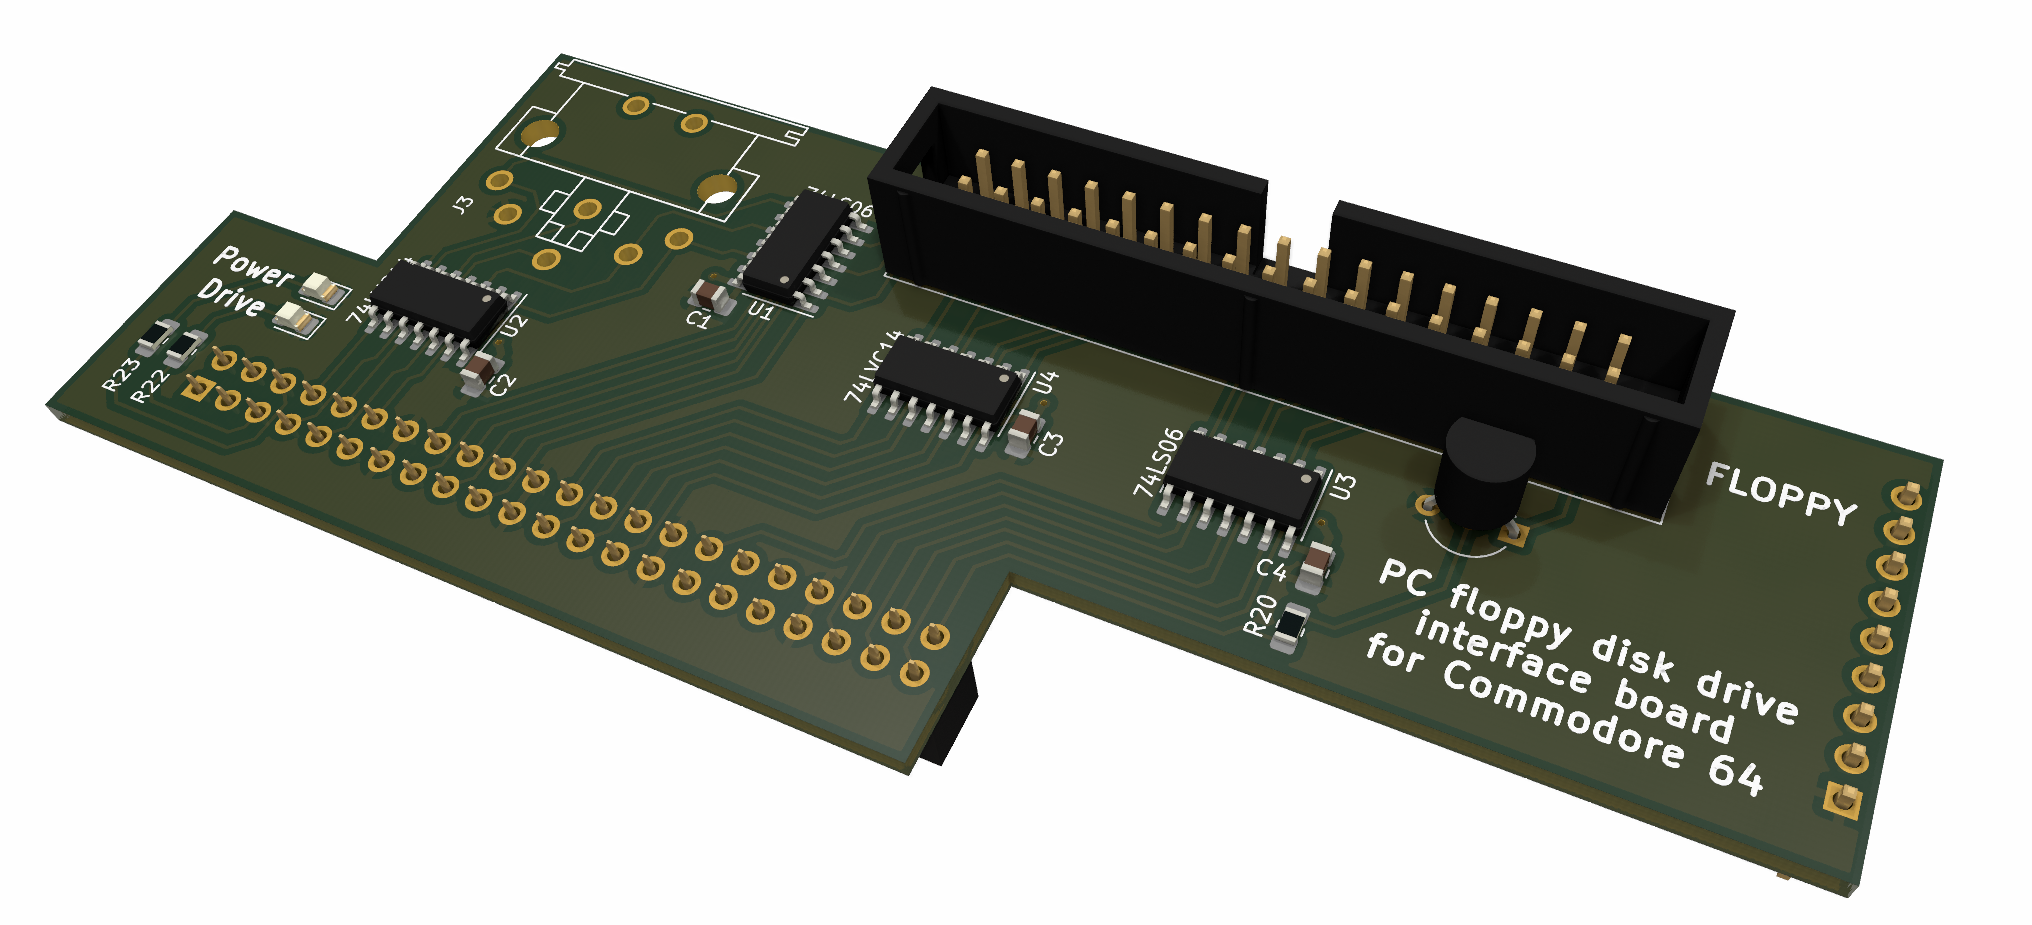 J3
U1
C1
Power
Drive
74
U2
C2
R23
R22
74LVC14
U4
C3
74LS06
U3
C4
R20
FLOPPY
PC floppy disk drive
interface board
for Commodore 64